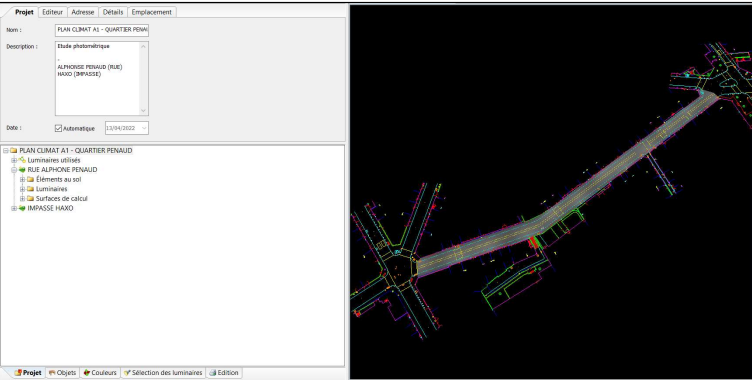 Projet Editeur Adresse Détails Emplacement
Nom : PLAN CLIMAT A1 - QUARTIER PENAU
Description : Etude photométrique
-
ALPHONSE PENAUD (RUE)
HAXO (IMPASSE)
Date : Automatique 13/04/2022
PLAN CLIMAT A1 - QUARTIER PENAUD
Luminaires utilisés
RUE ALPHONE PENAUD
Éléments au sol
Luminaires
Surfaces de calcul
IMPASSE HAXO
Projet Objets Couleurs Sélection des luminaires Edition